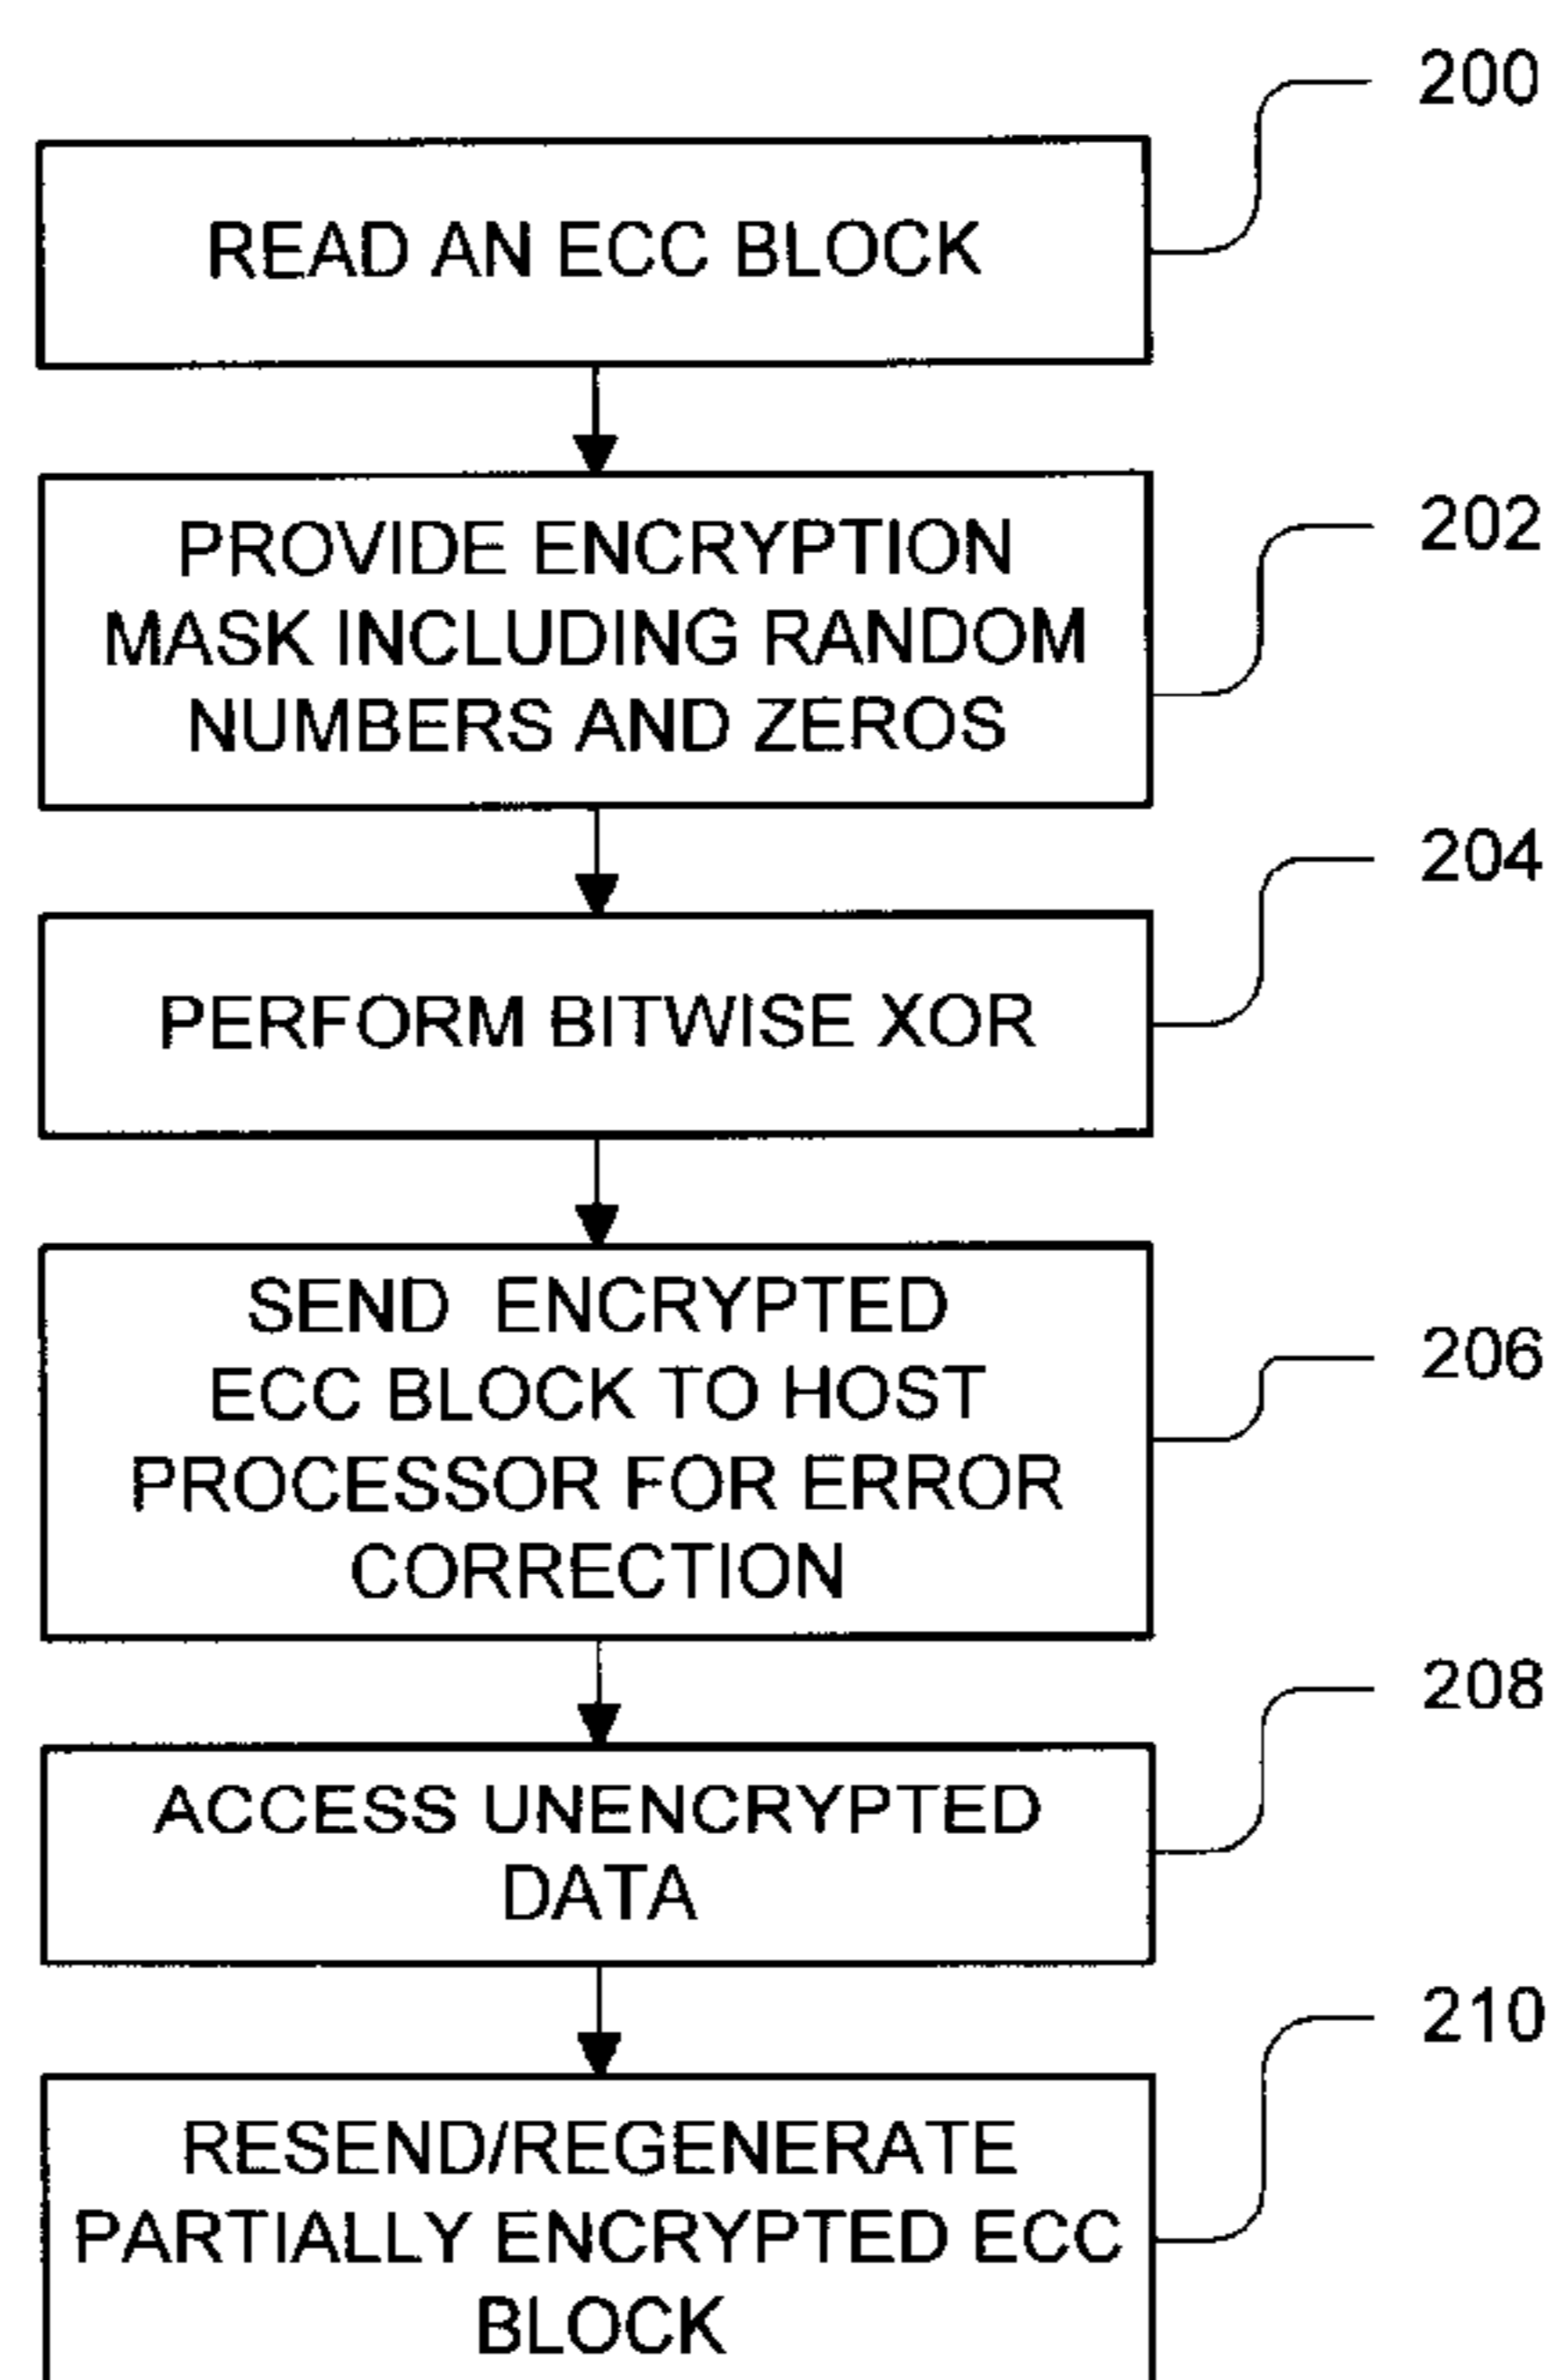 200
READ AN ECC BLOCK
202
PROVIDE ENCRYPTION
MASK INCLUDING RANDOM
NUMBERS AND ZEROS
204
PERFORM BITWISE XOR
206
SEND ENCRYPTED
ECC BLOCK TO HOST
PROCESSOR FOR ERROR
CORRECTION
208
ACCESS UNENCRYPTED
DATA
210
RESEND/REGENERATE
PARTIALLY ENCRYPTED ECC
BLOCK